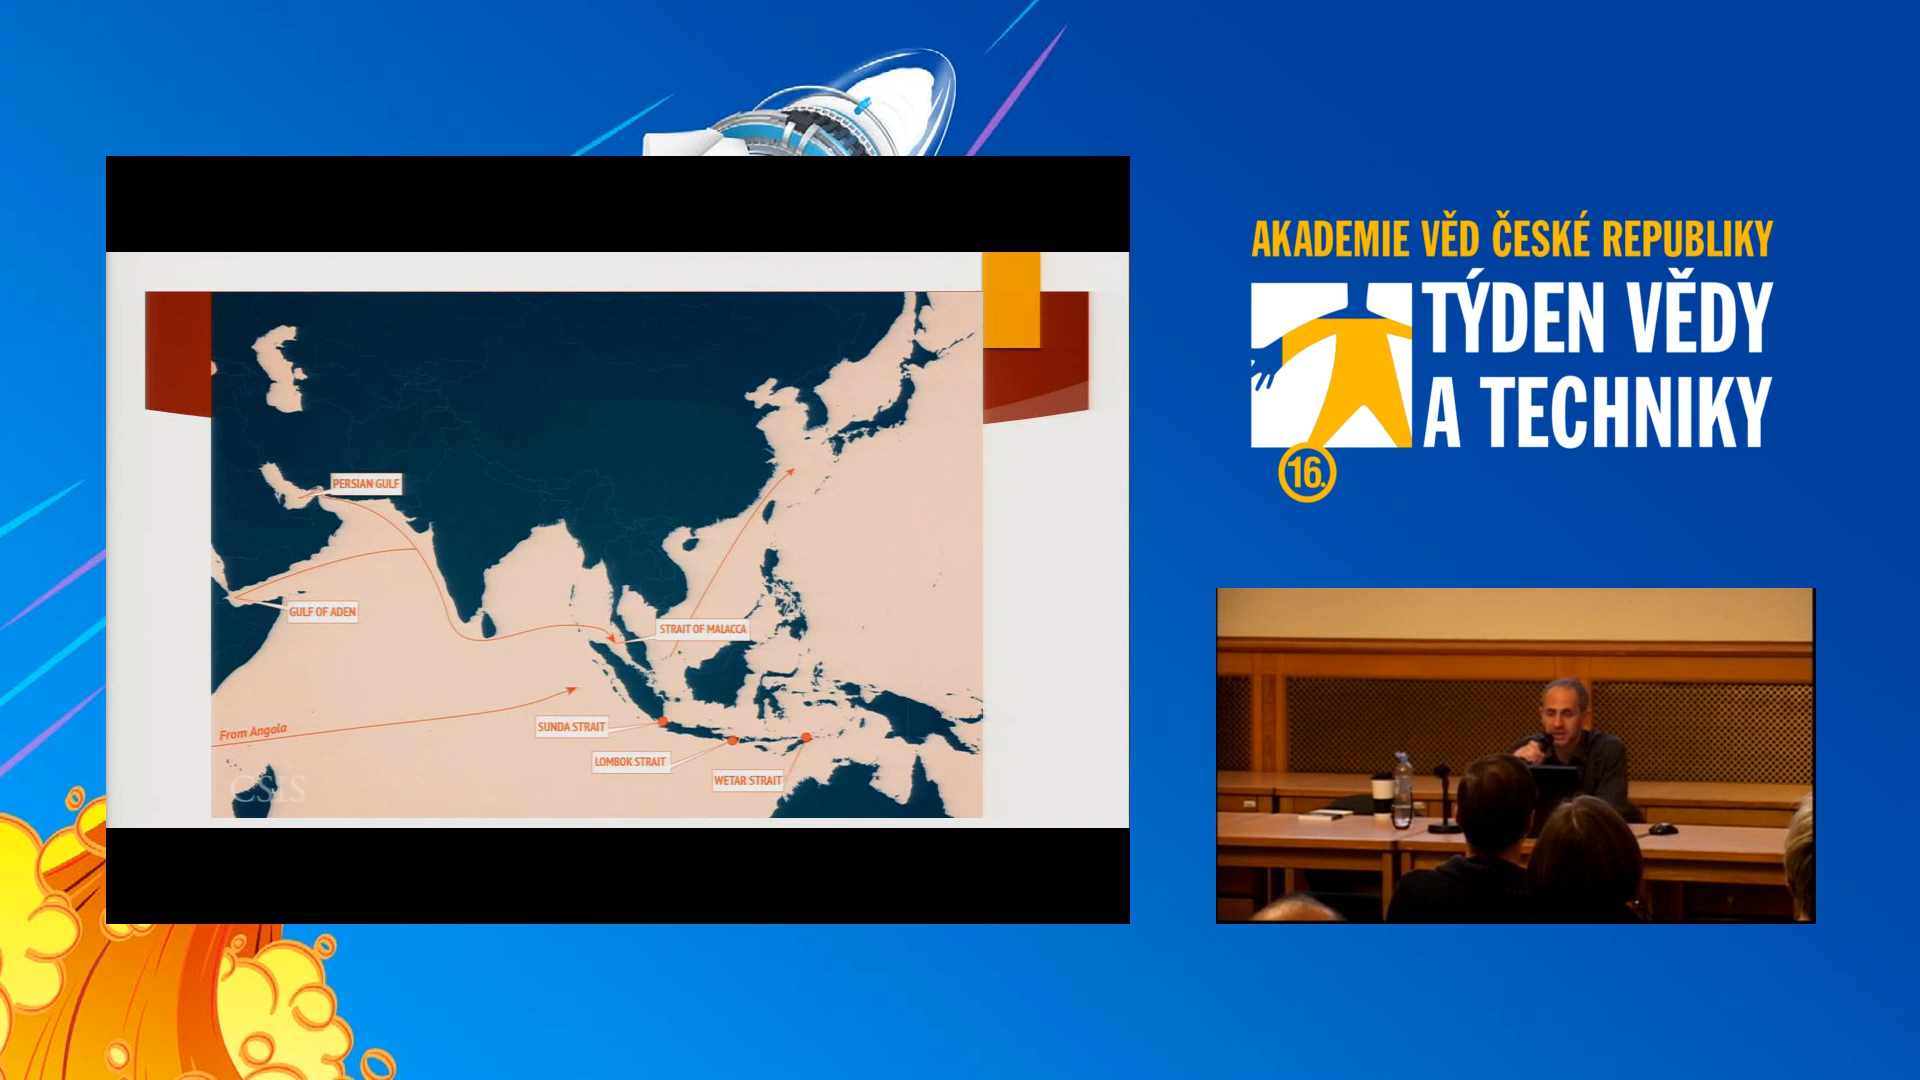 AKADEMIE VĚD ČESKÉ REPUBLIKY
TÝDEN VĚDY
A TECHNIKY
16.
PERSIAN GULF
GULF OF ADEN
STRAIT OF MALACCA
From Angola
SUNDA STRAIT
LOMBOK STRAIT
WETAR STRAIT
CSIS